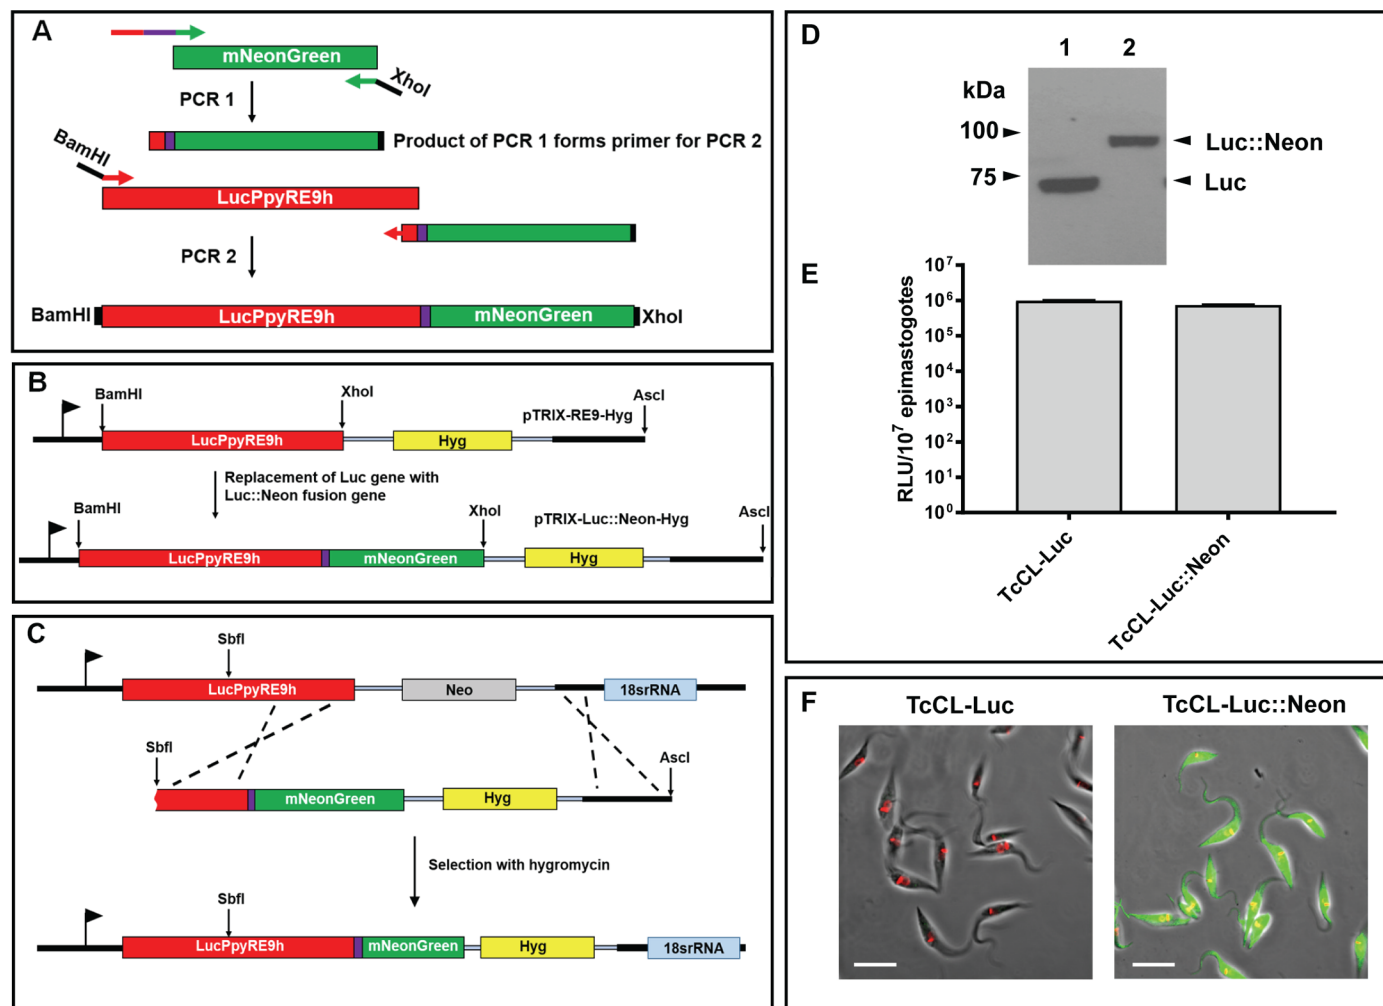 A
mNeonGreen
XhoI
PCR 1
Product of PCR 1 forms primer for PCR 2
BamHI
LucPpyRE9h
PCR 2
BamHI
LucPpyRE9h
mNeonGreen
XhoI
B
BamHI
XhoI
AscI
pTRIX-RE9-Hyg
LucPpyRE9h
Hyg
Replacement of Luc gene with
Luc::Neon fusion gene
BamHI
XhoI
pTRIX-Luc::Neon-Hyg
AscI
LucPpyRE9h
mNeonGreen
Hyg
C
SbfI
LucPpyRE9h
Neo
18srRNA
SbfI
AscI
mNeonGreen
Hyg
Selection with hygromycin
SbfI
LucPpyRE9h
mNeonGreen
Hyg
18srRNA
D
1 2
kDa
100
Luc::Neon
75
Luc
E
RLU/10⁷ epimastogotes
10⁷
10⁶
10⁵
10⁴
10³
10²
10¹
10⁰
TcCL-Luc
TcCL-Luc::Neon
F
TcCL-Luc
TcCL-Luc::Neon